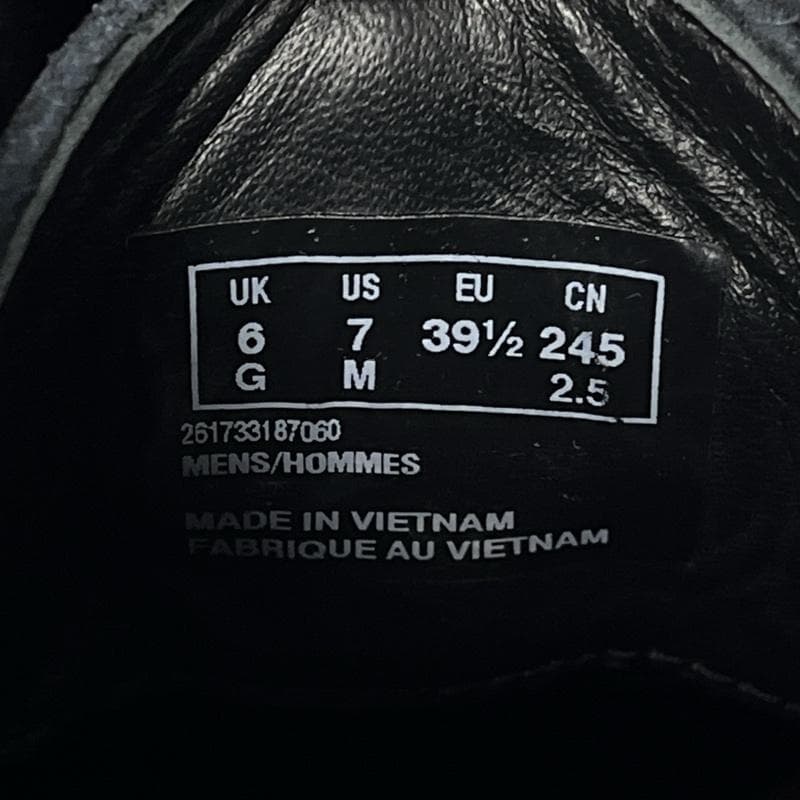 UK US EU CN
6 7 39½ 245
G M 2.5
261733187060
MENS/HOMMES
MADE IN VIETNAM
FABRIQUE AU VIETNAM